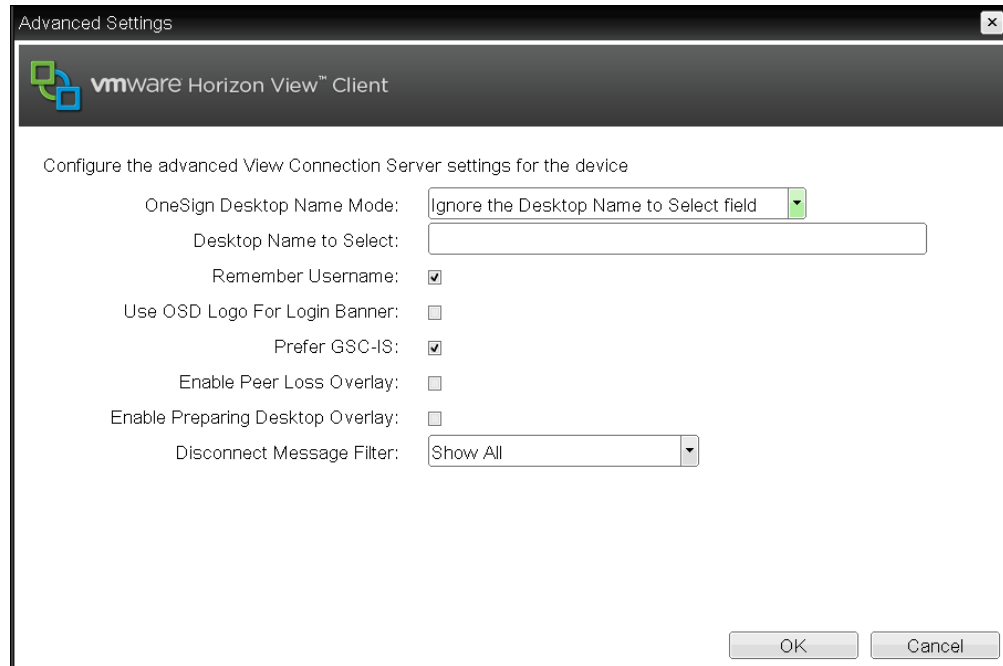 Advanced Settings
vmware Horizon View™ Client
Configure the advanced View Connection Server settings for the device
OneSign Desktop Name Mode: Ignore the Desktop Name to Select field
Desktop Name to Select:
Remember Username:
Use OSD Logo For Login Banner:
Prefer GSC-IS:
Enable Peer Loss Overlay:
Enable Preparing Desktop Overlay:
Disconnect Message Filter: Show All
OK Cancel